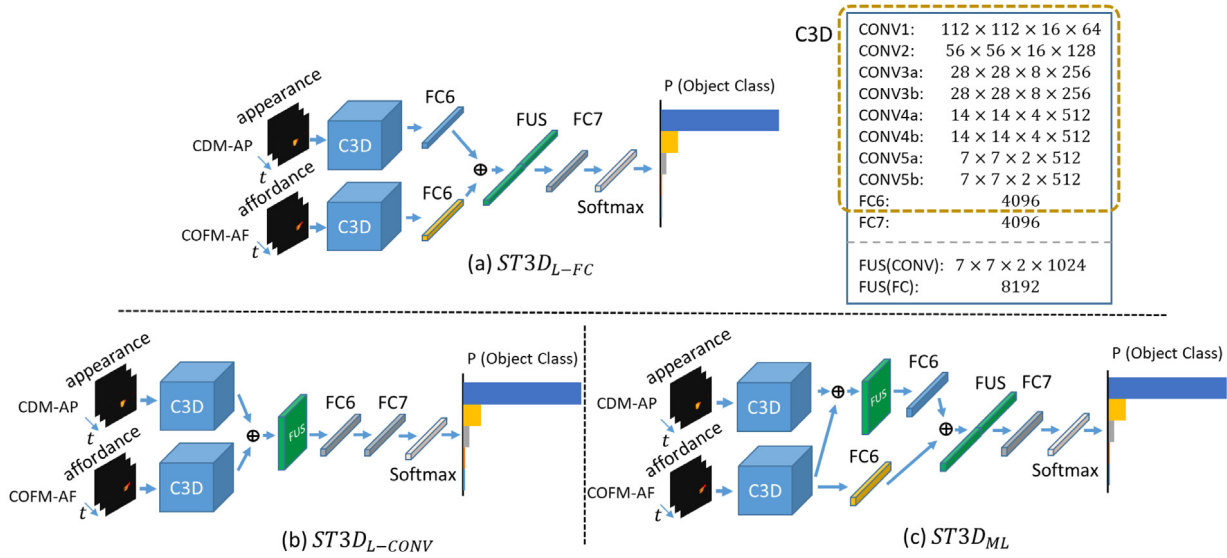 appearance
CDM-AP
t
C3D
FC6
affordance
COFM-AF
t
C3D
FC6
⊕
FUS
FC7
Softmax
P (Object Class)
(a) ST3D_{L−FC}
C3D
CONV1: 112 × 112 × 16 × 64
CONV2: 56 × 56 × 16 × 128
CONV3a: 28 × 28 × 8 × 256
CONV3b: 28 × 28 × 8 × 256
CONV4a: 14 × 14 × 4 × 512
CONV4b: 14 × 14 × 4 × 512
CONV5a: 7 × 7 × 2 × 512
CONV5b: 7 × 7 × 2 × 512
FC6: 4096
FC7: 4096
FUS(CONV): 7 × 7 × 2 × 1024
FUS(FC): 8192
appearance
CDM-AP
t
C3D
affordance
COFM-AF
t
C3D
⊕
FUS
FC6
FC7
Softmax
P (Object Class)
(b) ST3D_{L−CONV}
appearance
CDM-AP
t
C3D
affordance
COFM-AF
t
C3D
⊕
FUS
FC6
FC6
⊕
FUS
FC7
Softmax
P (Object Class)
(c) ST3D_{ML}